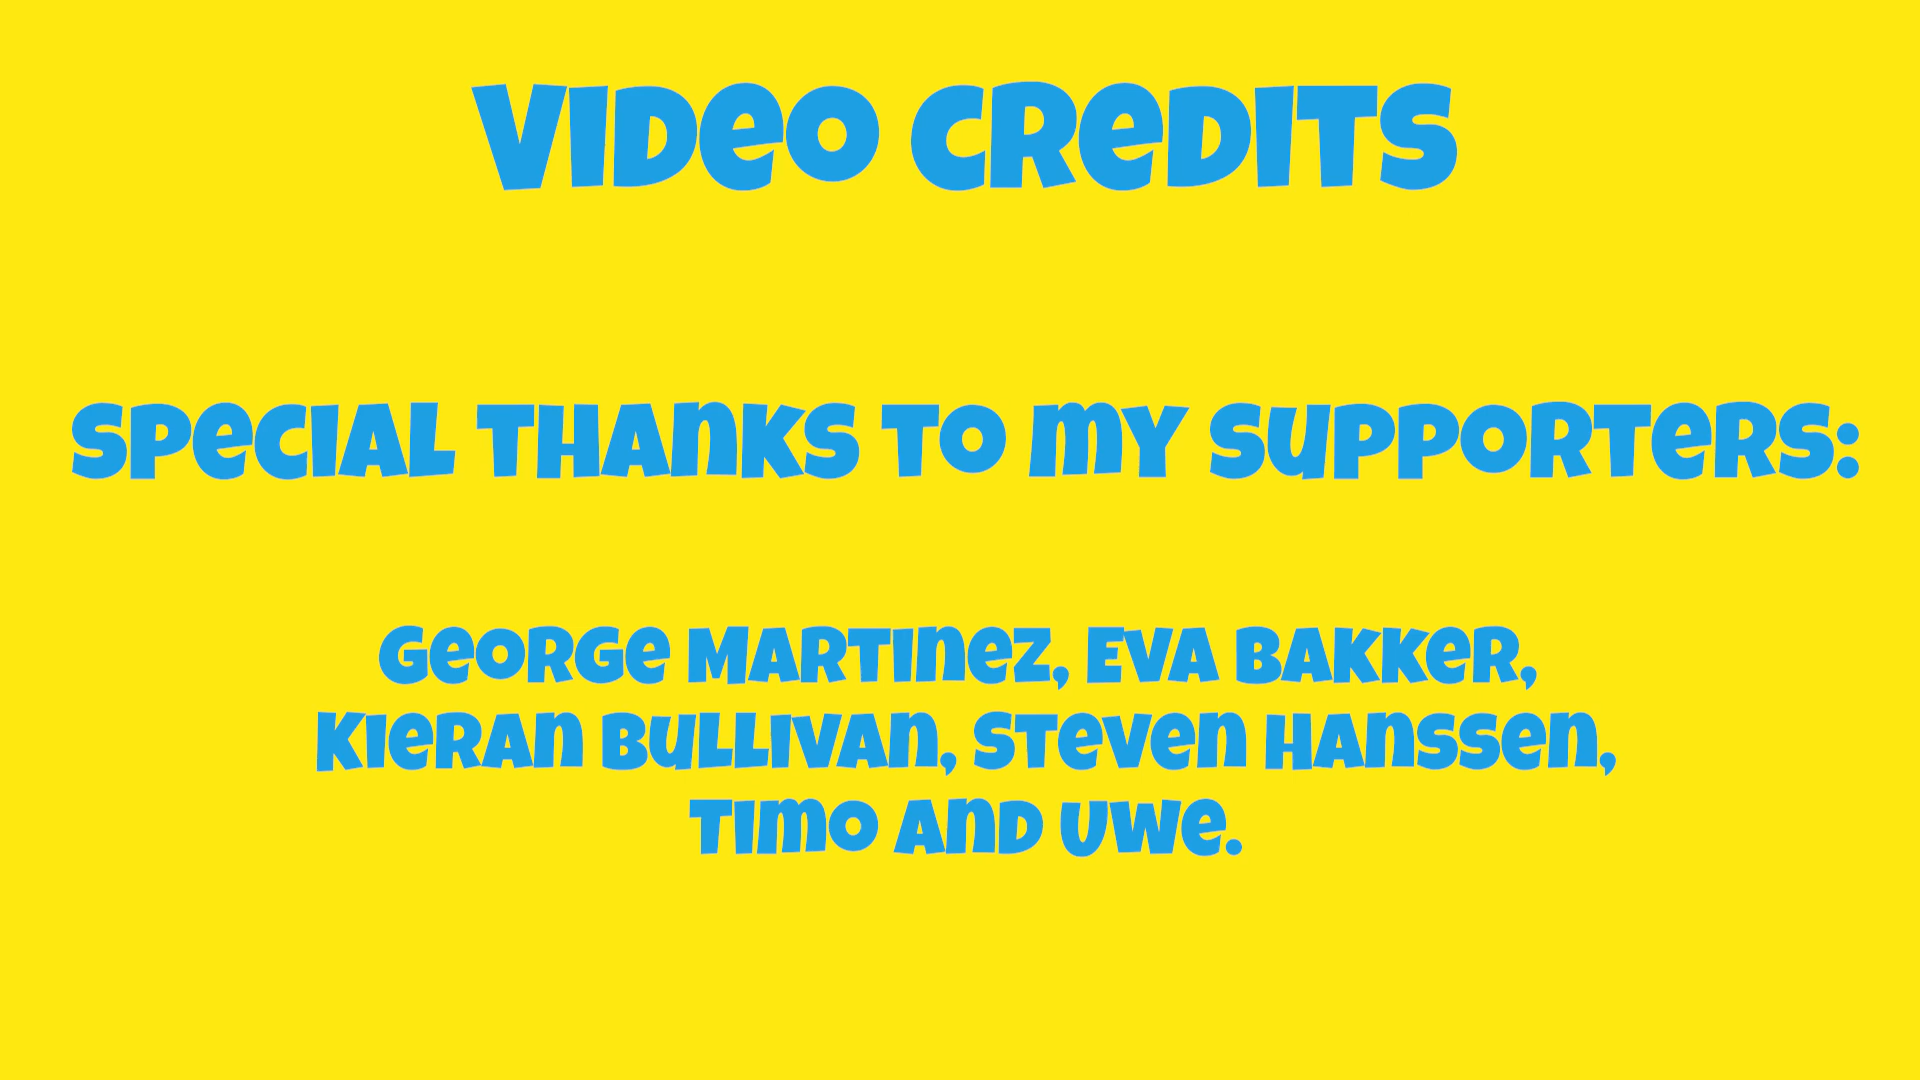 Video Credits
Special thanks to my supporters:
George Martinez, Eva Bakker,
Kieran Bullivan, Steven Hanssen,
Timo and Uwe.